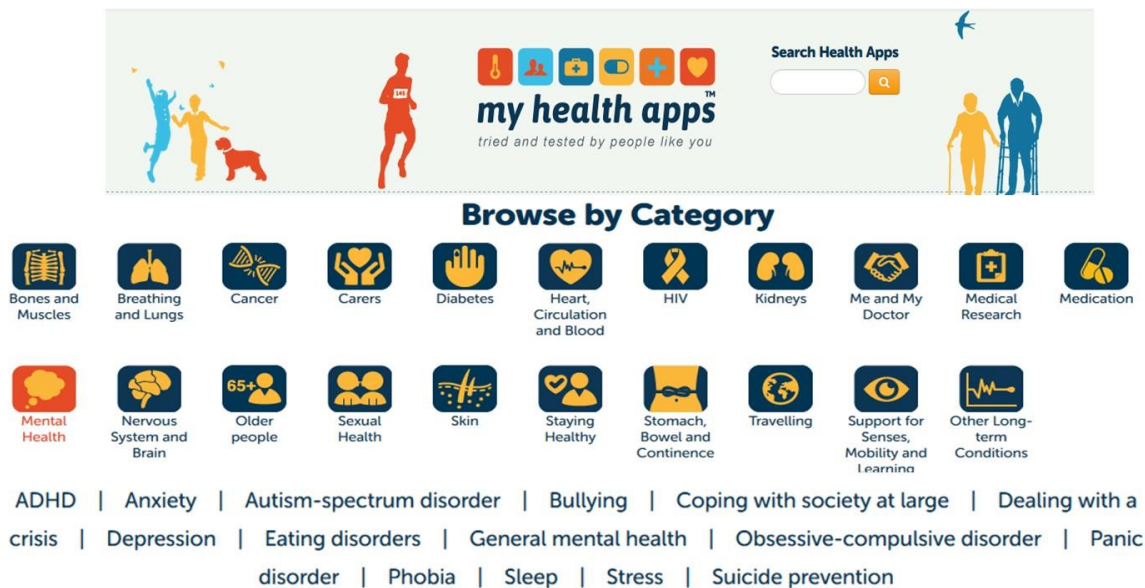 Search Health Apps
145
my health apps™
tried and tested by people like you
Browse by Category
Bones and
Muscles
Breathing
and Lungs
Cancer
Carers
Diabetes
Heart,
Circulation
and Blood
HIV
Kidneys
Me and My
Doctor
Medical
Research
Medication
Mental
Health
Nervous
System and
Brain
65+
Older
people
Sexual
Health
Skin
Staying
Healthy
Stomach,
Bowel and
Continence
Travelling
Support for
Senses,
Mobility and
Learning
Other Long-
term
Conditions
ADHD | Anxiety | Autism-spectrum disorder | Bullying | Coping with society at large | Dealing with a
crisis | Depression | Eating disorders | General mental health | Obsessive-compulsive disorder | Panic
disorder | Phobia | Sleep | Stress | Suicide prevention